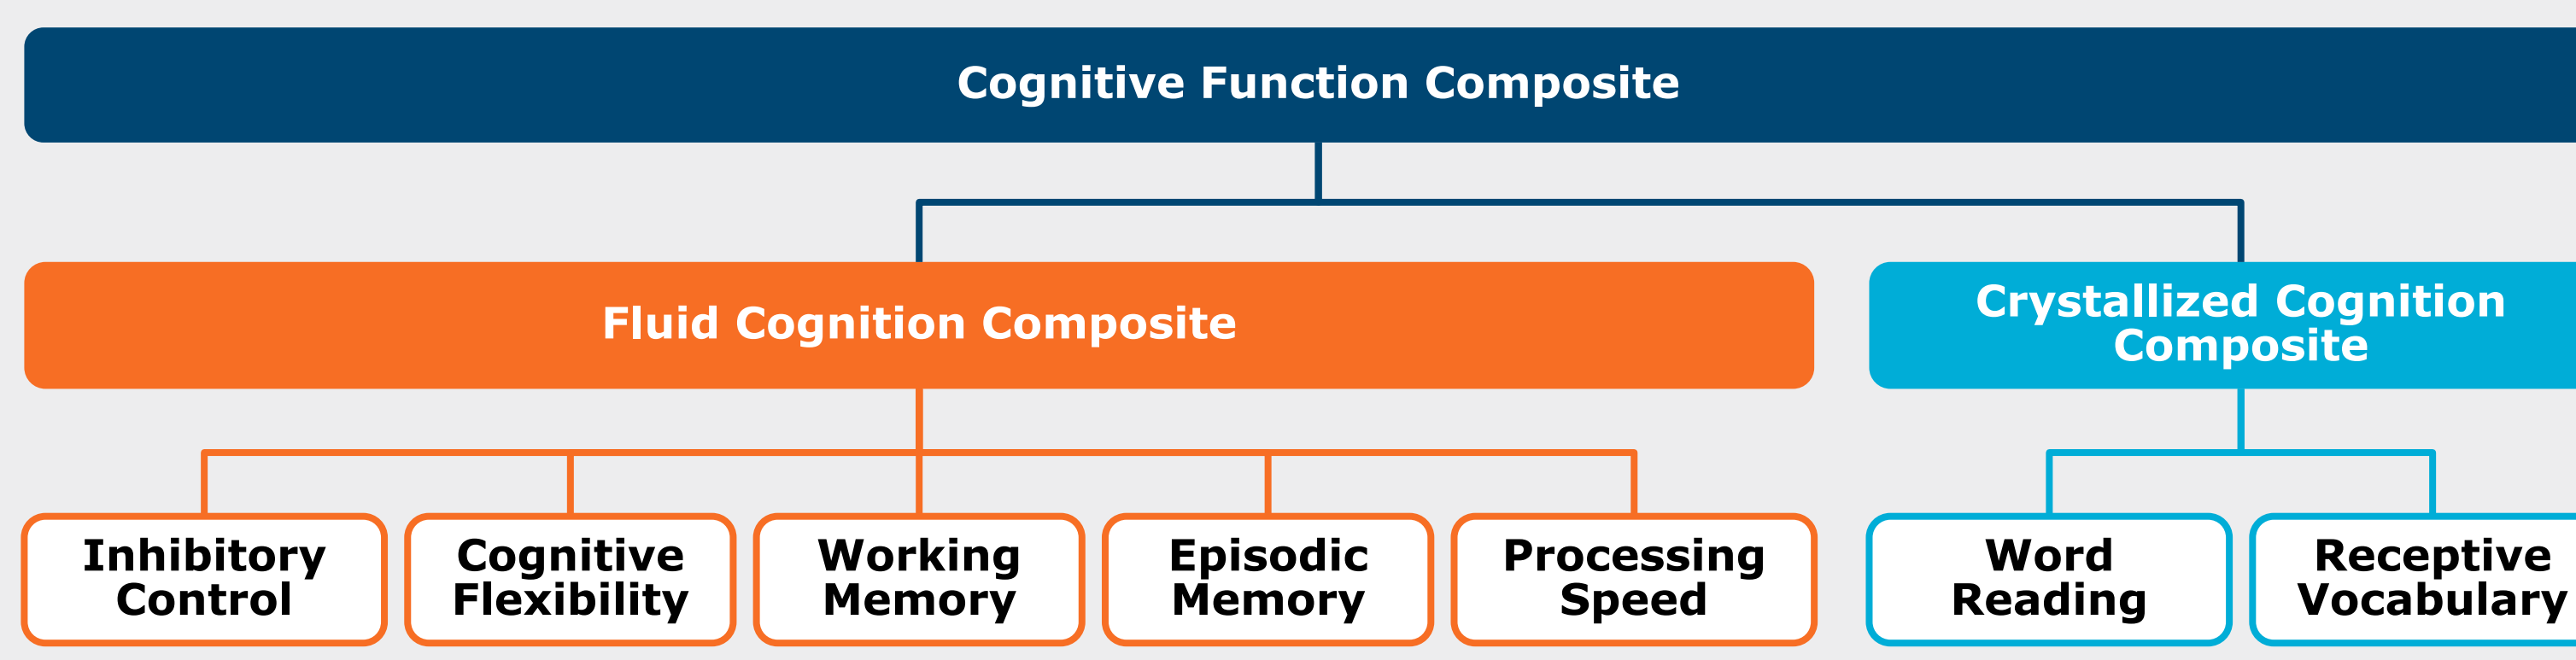 Cognitive Function Composite
Fluid Cognition Composite
Crystallized Cognition
Composite
Inhibitory
Control
Cognitive
Flexibility
Working
Memory
Episodic
Memory
Processing
Speed
Word
Reading
Receptive
Vocabulary